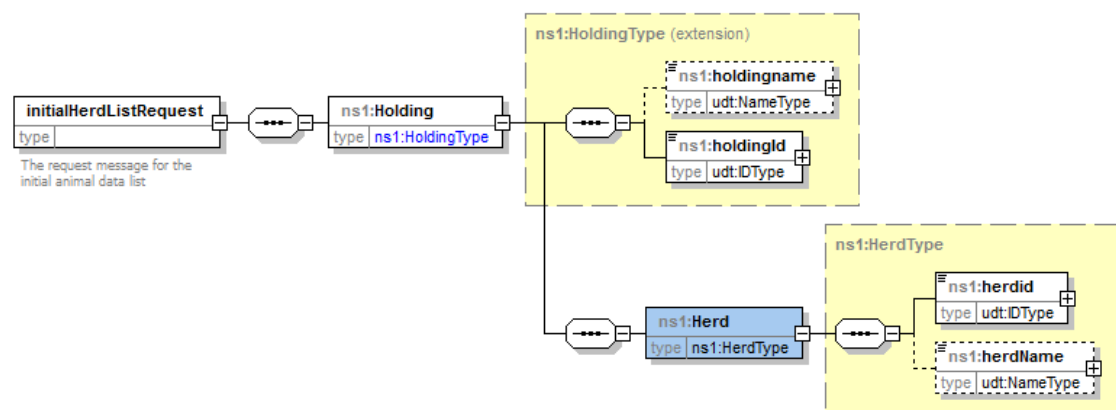 ns1:HoldingType (extension)
ns1:holdingname
type udt:NameType
initialHerdListRequest
type
The request message for the
initial animal data list
ns1:Holding
type ns1:HoldingType
ns1:holdingId
type udt:IDType
ns1:HerdType
ns1:herdid
type udt:IDType
ns1:Herd
type ns1:HerdType
ns1:herdName
type udt:NameType